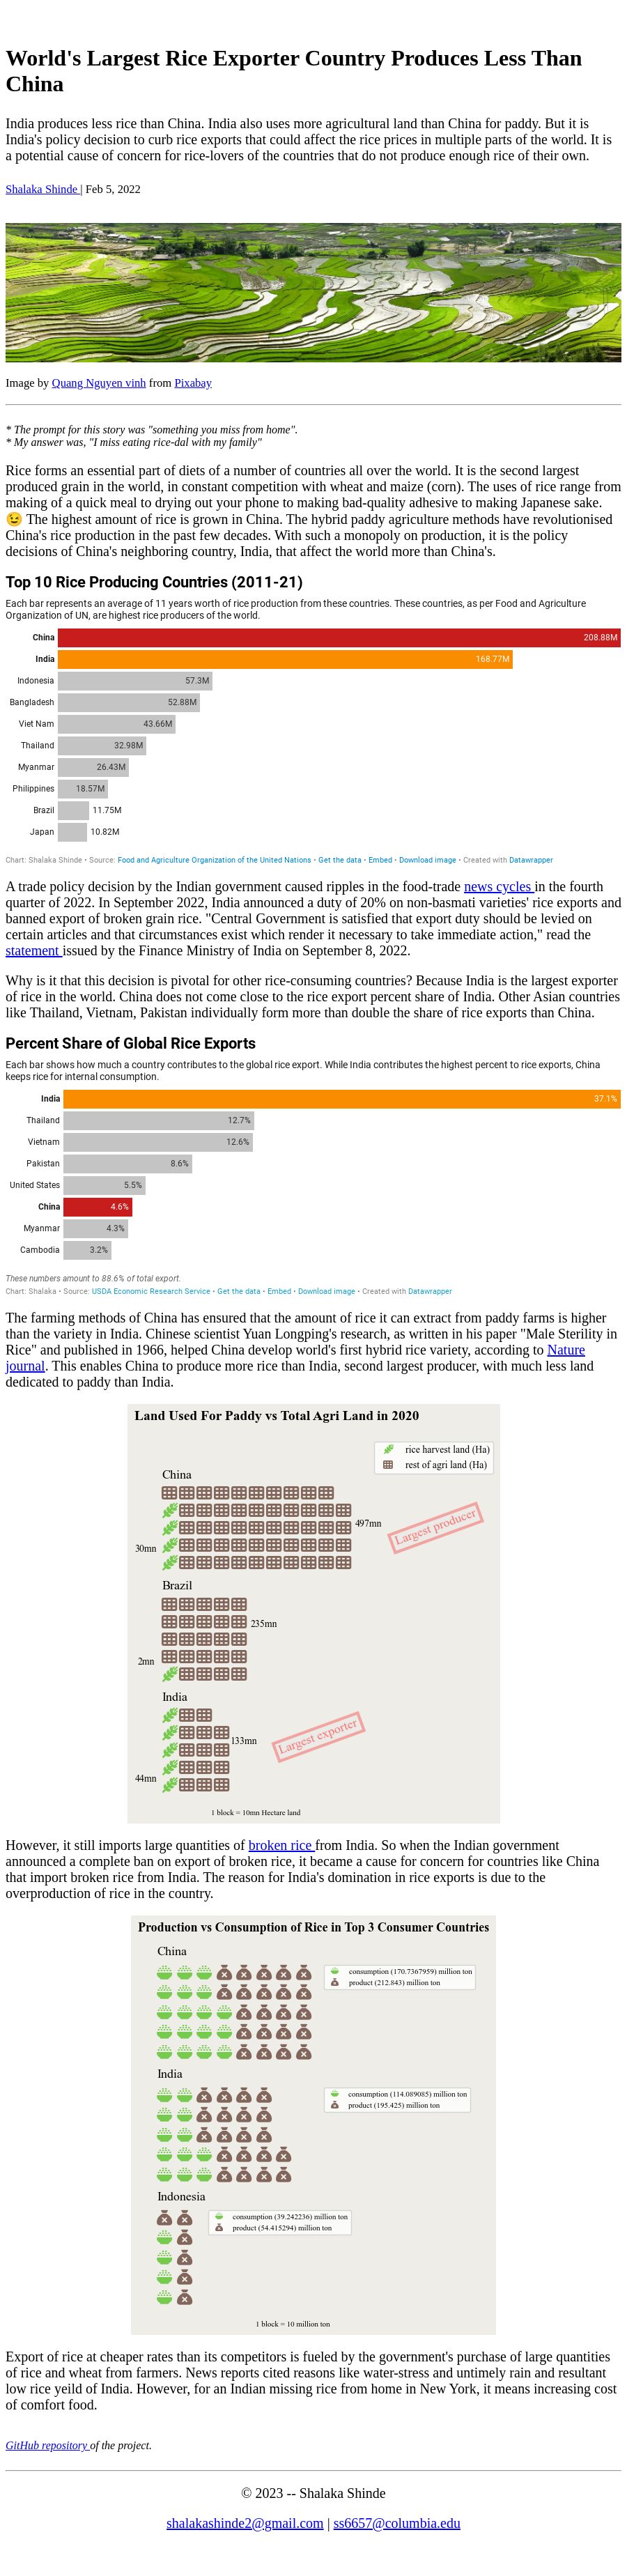 World's Largest Rice Exporter Country Produces Less Than
China
India produces less rice than China. India also uses more agricultural land than China for paddy. But it is
India's policy decision to curb rice exports that could affect the rice prices in multiple parts of the world. It is
a potential cause of concern for rice-lovers of the countries that do not produce enough rice of their own.
Shalaka Shinde | Feb 5, 2022
Image by Quang Nguyen vinh from Pixabay
* The prompt for this story was "something you miss from home".
* My answer was, "I miss eating rice-dal with my family"
Rice forms an essential part of diets of a number of countries all over the world. It is the second largest
produced grain in the world, in constant competition with wheat and maize (corn). The uses of rice range from
making of a quick meal to drying out your phone to making bad-quality adhesive to making Japanese sake.
😉 The highest amount of rice is grown in China. The hybrid paddy agriculture methods have revolutionised
China's rice production in the past few decades. With such a monopoly on production, it is the policy
decisions of China's neighboring country, India, that affect the world more than China's.
Top 10 Rice Producing Countries (2011-21)
Each bar represents an average of 11 years worth of rice production from these countries. These countries, as per Food and Agriculture
Organization of UN, are highest rice producers of the world.
China 208.88M
India 168.77M
Indonesia 57.3M
Bangladesh 52.88M
Viet Nam 43.66M
Thailand 32.98M
Myanmar 26.43M
Philippines 18.57M
Brazil 11.75M
Japan 10.82M
Chart: Shalaka Shinde • Source: Food and Agriculture Organization of the United Nations • Get the data • Embed • Download image • Created with Datawrapper
A trade policy decision by the Indian government caused ripples in the food-trade news cycles in the fourth
quarter of 2022. In September 2022, India announced a duty of 20% on non-basmati varieties' rice exports and
banned export of broken grain rice. "Central Government is satisfied that export duty should be levied on
certain articles and that circumstances exist which render it necessary to take immediate action," read the
statement issued by the Finance Ministry of India on September 8, 2022.
Why is it that this decision is pivotal for other rice-consuming countries? Because India is the largest exporter
of rice in the world. China does not come close to the rice export percent share of India. Other Asian countries
like Thailand, Vietnam, Pakistan individually form more than double the share of rice exports than China.
Percent Share of Global Rice Exports
Each bar shows how much a country contributes to the global rice export. While India contributes the highest percent to rice exports, China
keeps rice for internal consumption.
India 37.1%
Thailand 12.7%
Vietnam 12.6%
Pakistan 8.6%
United States 5.5%
China 4.6%
Myanmar 4.3%
Cambodia 3.2%
These numbers amount to 88.6% of total export.
Chart: Shalaka • Source: USDA Economic Research Service • Get the data • Embed • Download image • Created with Datawrapper
The farming methods of China has ensured that the amount of rice it can extract from paddy farms is higher
than the variety in India. Chinese scientist Yuan Longping's research, as written in his paper "Male Sterility in
Rice" and published in 1966, helped China develop world's first hybrid rice variety, according to Nature
journal. This enables China to produce more rice than India, second largest producer, with much less land
dedicated to paddy than India.
Land Used For Paddy vs Total Agri Land in 2020
rice harvest land (Ha)
rest of agri land (Ha)
China
497mn
Largest producer
30mn
Brazil
235mn
2mn
India
133mn
Largest exporter
44mn
1 block = 10mn Hectare land
However, it still imports large quantities of broken rice from India. So when the Indian government
announced a complete ban on export of broken rice, it became a cause for concern for countries like China
that import broken rice from India. The reason for India's domination in rice exports is due to the
overproduction of rice in the country.
Production vs Consumption of Rice in Top 3 Consumer Countries
China
consumption (170.7367959) million ton
product (212.843) million ton
India
consumption (114.089085) million ton
product (195.425) million ton
Indonesia
consumption (39.242236) million ton
product (54.415294) million ton
1 block = 10 million ton
Export of rice at cheaper rates than its competitors is fueled by the government's purchase of large quantities
of rice and wheat from farmers. News reports cited reasons like water-stress and untimely rain and resultant
low rice yeild of India. However, for an Indian missing rice from home in New York, it means increasing cost
of comfort food.
GitHub repository of the project.
© 2023 -- Shalaka Shinde
shalakashinde2@gmail.com | ss6657@columbia.edu